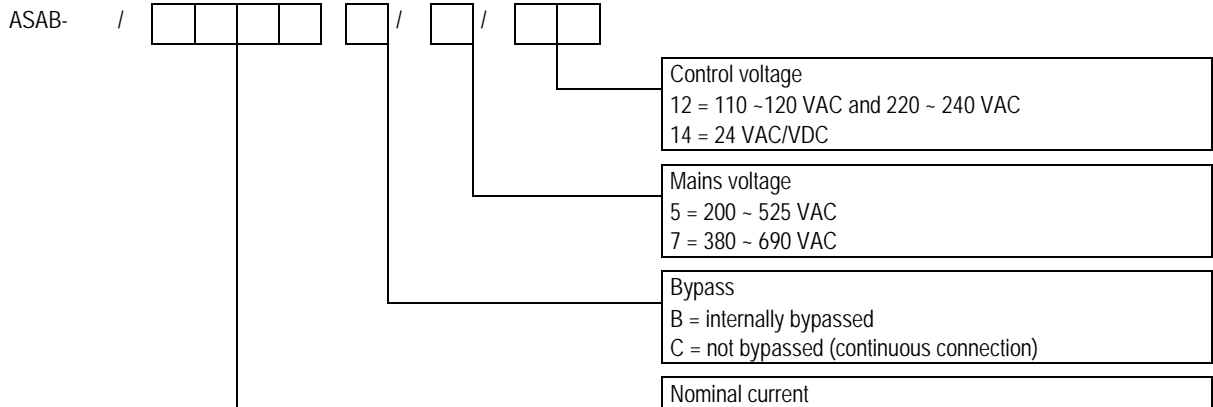 ASAB- / / / 
Control voltage
12 = 110 ~120 VAC and 220 ~ 240 VAC
14 = 24 VAC/VDC
Mains voltage
5 = 200 ~ 525 VAC
7 = 380 ~ 690 VAC
Bypass
B = internally bypassed
C = not bypassed (continuous connection)
Nominal current